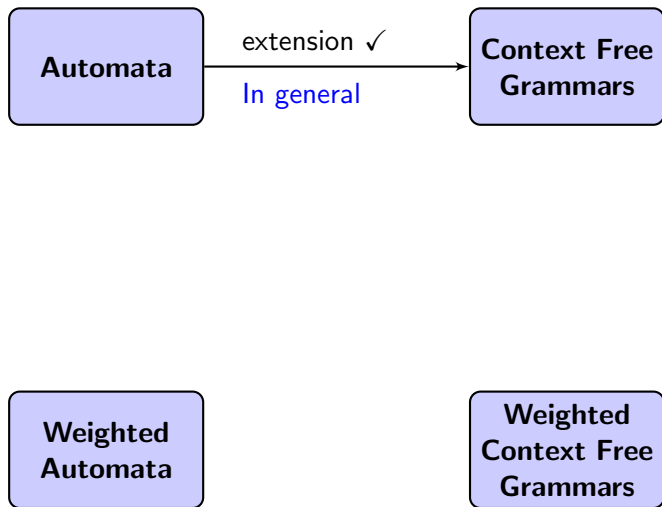 Automata
extension ✓
In general
Context Free
Grammars
Weighted
Automata
Weighted
Context Free
Grammars